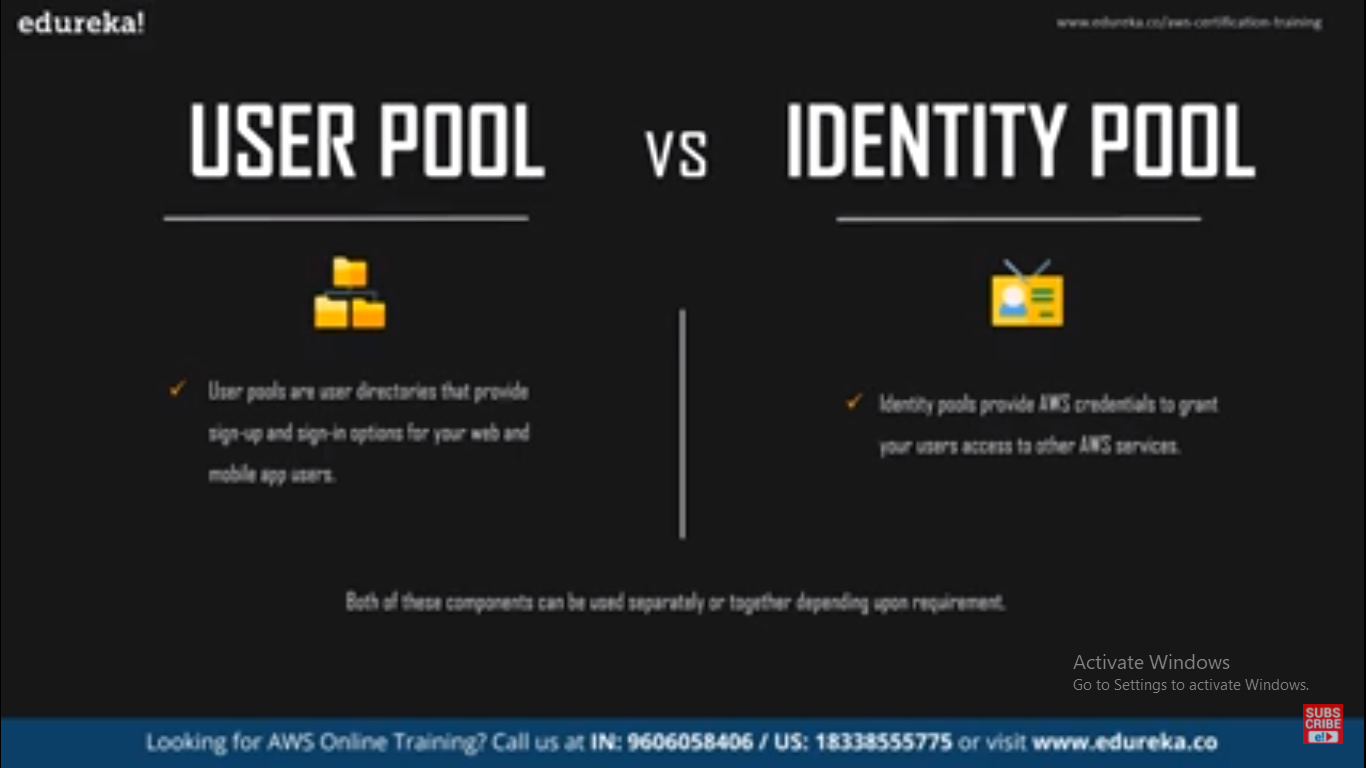 edureka!
www.edureka.co/aws-certification-training
USER POOL
VS
IDENTITY POOL
User pools are user directories that provide
sign-up and sign-in options for your web and
mobile app users.
Identity pools provide AWS credentials to grant
your users access to other AWS services.
Both of these components can be used separately or together depending upon requirement.
Activate Windows
Go to Settings to activate Windows.
SUBS
CRIBE
e!
Looking for AWS Online Training? Call us at IN: 9606058406 / US: 18338555775 or visit www.edureka.co